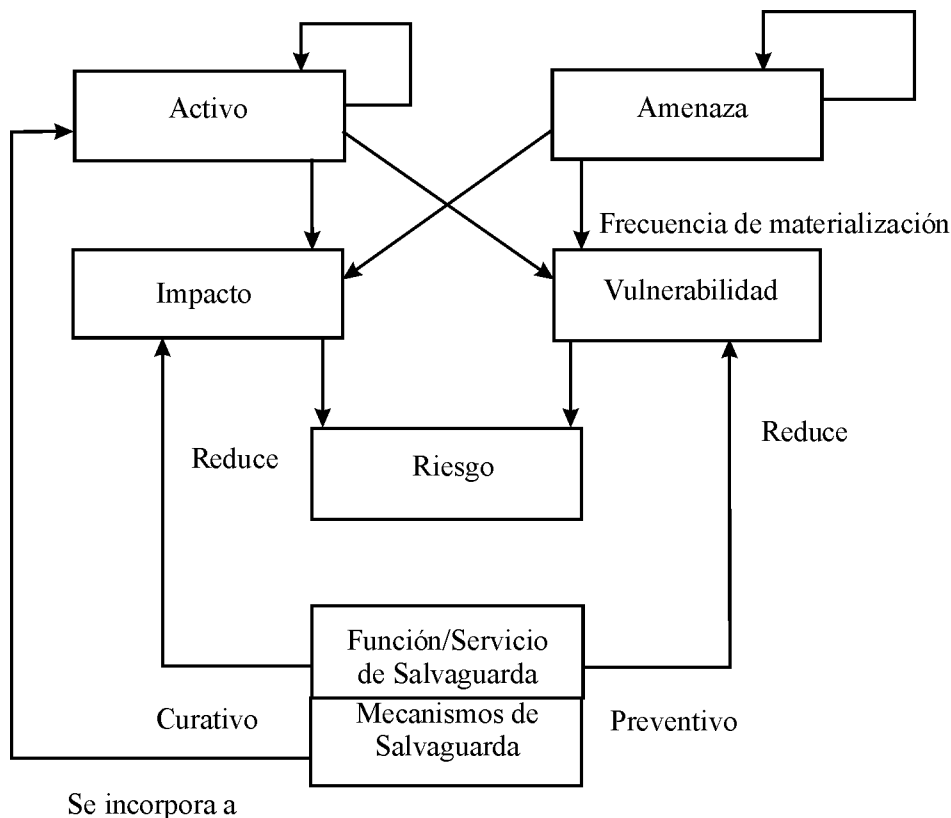 Activo
Amenaza
Frecuencia de materialización
Impacto
Vulnerabilidad
Reduce
Riesgo
Reduce
Función/Servicio
de Salvaguarda
Curativo
Mecanismos de
Salvaguarda
Preventivo
Se incorpora a